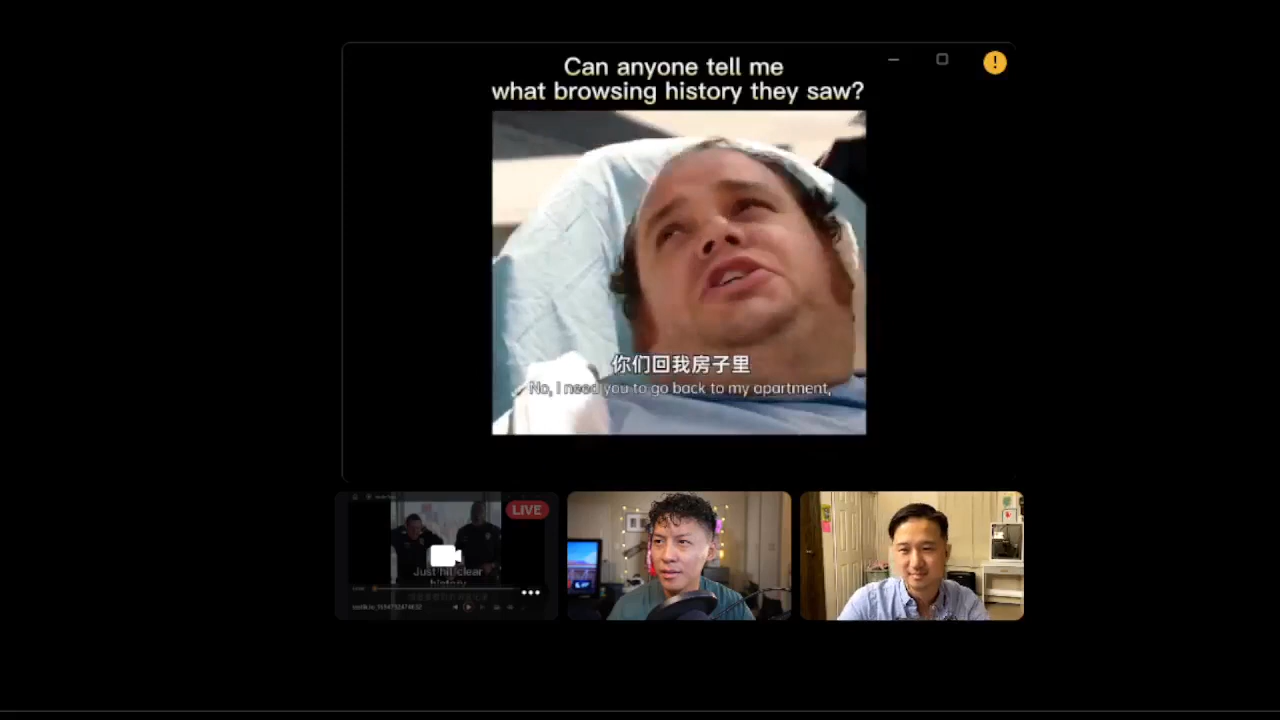 Can anyone tell me
what browsing history they saw?
你们回我房子里
No, I need you to go back to my apartment,
LIVE
Just hit clear
history